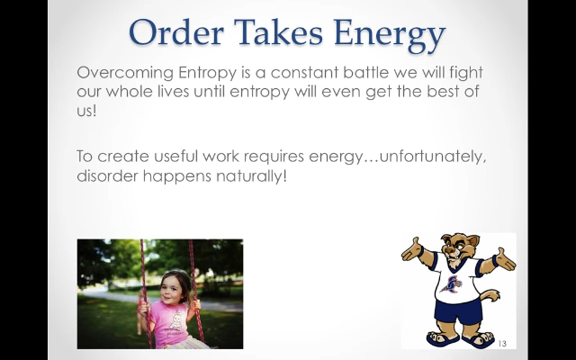 Order Takes Energy
Overcoming Entropy is a constant battle we will fight
our whole lives until entropy will even get the best of
us!
To create useful work requires energy…unfortunately,
disorder happens naturally!
13